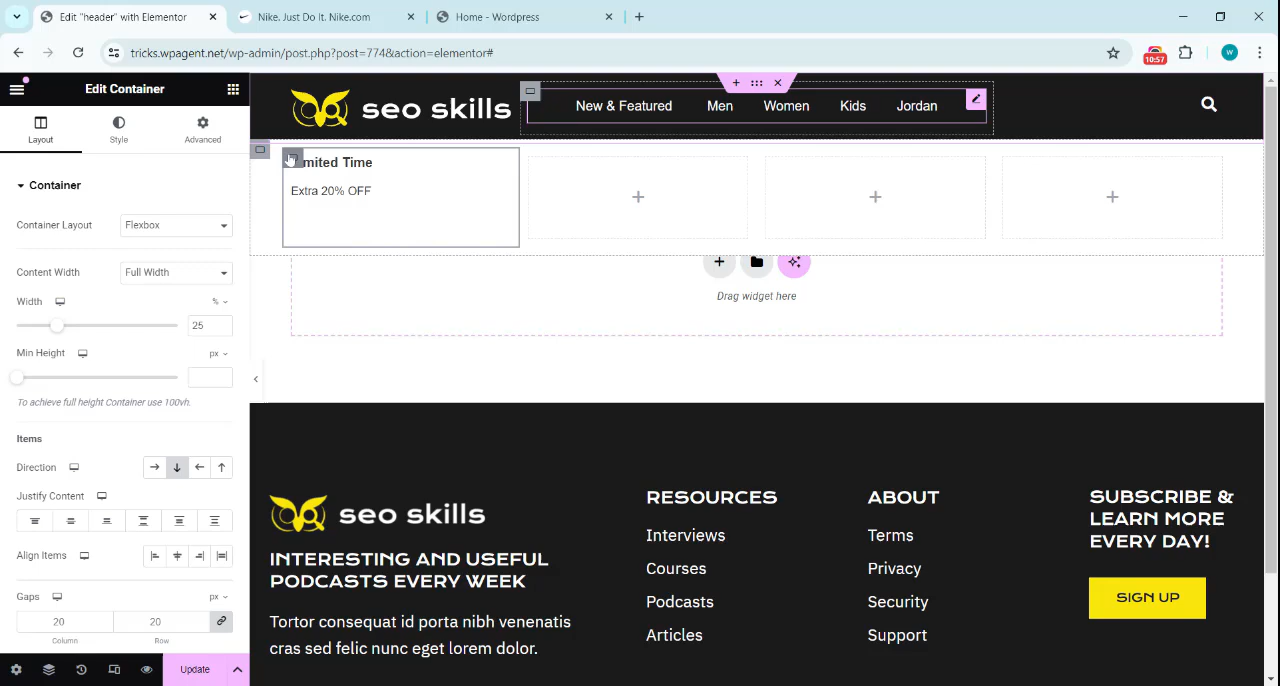 Edit "header" with Elementor
Nike. Just Do It. Nike.com
Home - Wordpress
tricks.wpagent.net/wp-admin/post.php?post=774&action=elementor#
10:57
W
Edit Container
Layout
Style
Advanced
Container
Container Layout
Flexbox
Content Width
Full Width
Width
%
25
Min Height
px
To achieve full height Container use 100vh.
Items
Direction
Justify Content
Align Items
Gaps
px
20
20
Column
Row
Update
seo skills
New & Featured
Men
Women
Kids
Jordan
mited Time
Extra 20% OFF
Drag widget here
seo skills
INTERESTING AND USEFUL
PODCASTS EVERY WEEK
Tortor consequat id porta nibh venenatis
cras sed felic nunc eget lorem dolor.
RESOURCES
Interviews
Courses
Podcasts
Articles
ABOUT
Terms
Privacy
Security
Support
SUBSCRIBE &
LEARN MORE
EVERY DAY!
SIGN UP